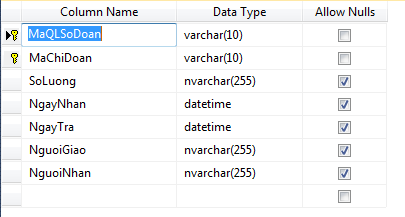 Column Name Data Type Allow Nulls
MaQLSoDoan varchar(10)
MaChiDoan varchar(10)
SoLuong nvarchar(255)
NgayNhan datetime
NgayTra datetime
NguoiGiao nvarchar(255)
NguoiNhan nvarchar(255)